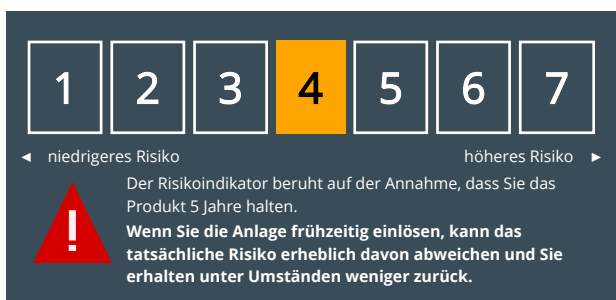 1 2 3 4 5 6 7
◄ niedrigeres Risiko höheres Risiko ►
Der Risikoindikator beruht auf der Annahme, dass Sie das
Produkt 5 Jahre halten.
! Wenn Sie die Anlage frühzeitig einlösen, kann das
tatsächliche Risiko erheblich davon abweichen und Sie
erhalten unter Umständen weniger zurück.